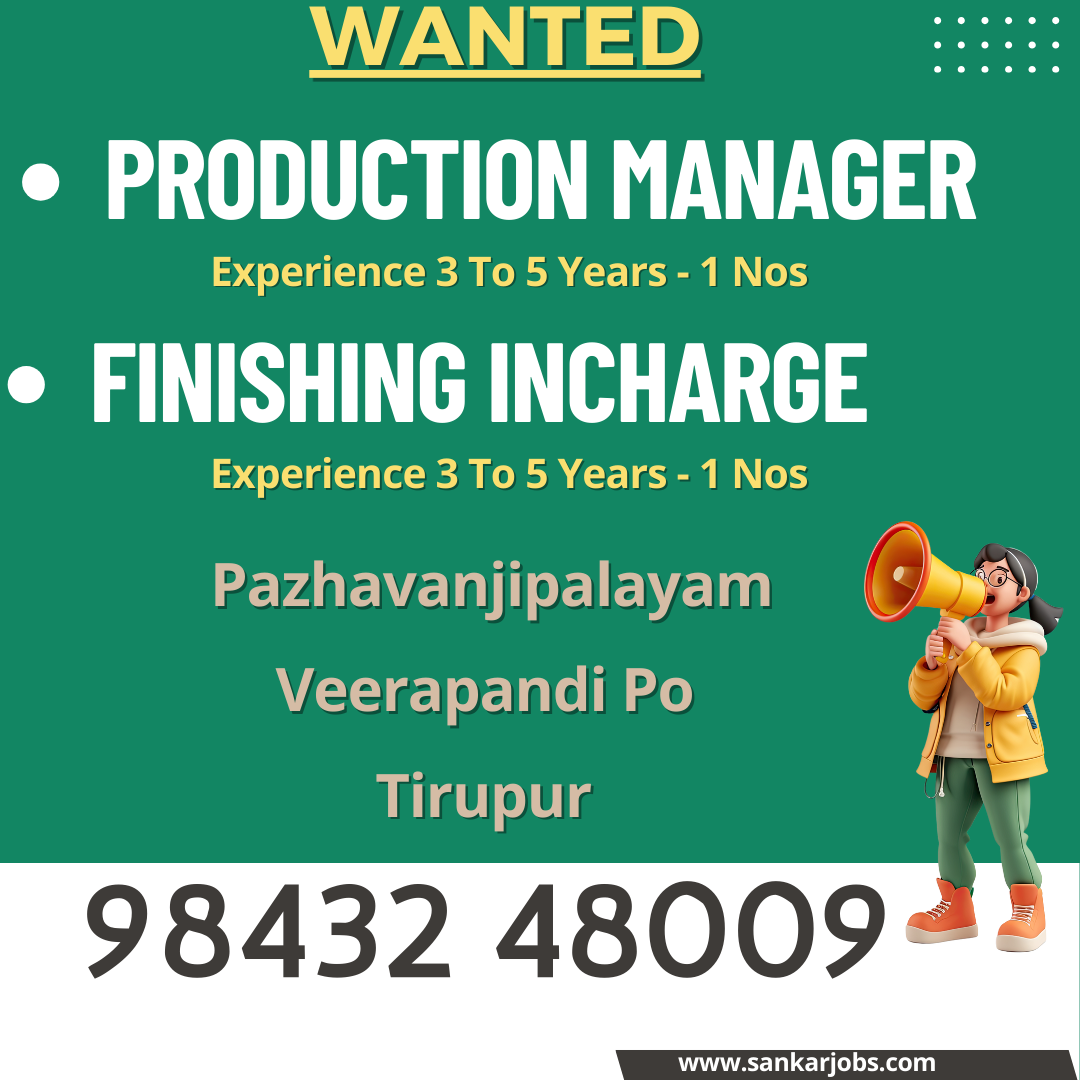 WANTED
• PRODUCTION MANAGER
Experience 3 To 5 Years - 1 Nos
• FINISHING INCHARGE
Experience 3 To 5 Years - 1 Nos
Pazhavanjipalayam
Veerapandi Po
Tirupur
98432 48009
www.sankarjobs.com